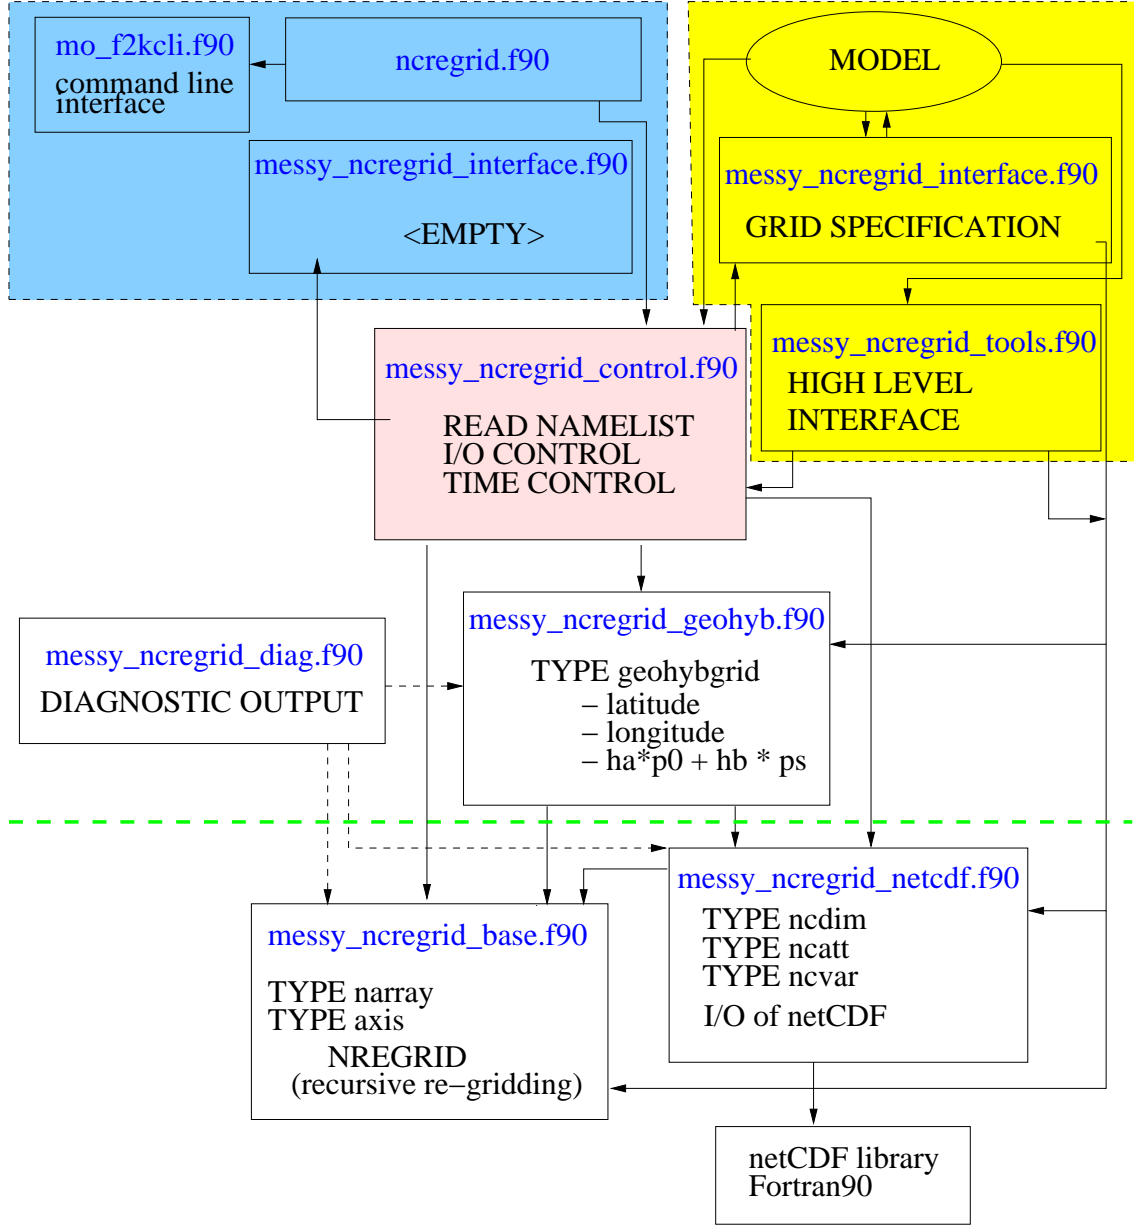 mo_f2kcli.f90
command line
interface
ncregrid.f90
messy_ncregrid_interface.f90
<EMPTY>
MODEL
messy_ncregrid_interface.f90
GRID SPECIFICATION
messy_ncregrid_tools.f90
HIGH LEVEL
INTERFACE
messy_ncregrid_control.f90
READ NAMELIST
I/O CONTROL
TIME CONTROL
messy_ncregrid_geohyb.f90
TYPE geohybgrid
− latitude
− longitude
− ha*p0 + hb * ps
messy_ncregrid_diag.f90
DIAGNOSTIC OUTPUT
messy_ncregrid_netcdf.f90
TYPE ncdim
TYPE ncatt
TYPE ncvar
I/O of netCDF
messy_ncregrid_base.f90
TYPE narray
TYPE axis
NREGRID
(recursive re−gridding)
netCDF library
Fortran90